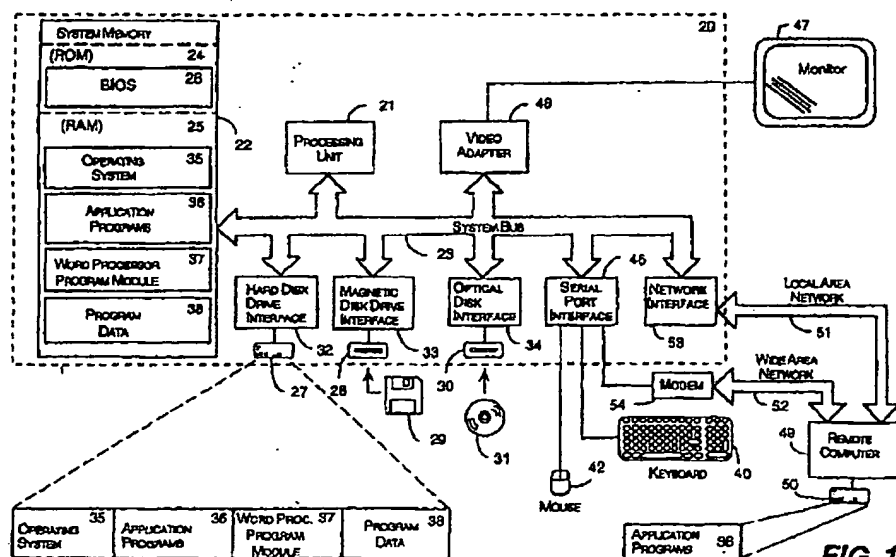 SYSTEM MEMORY
(ROM) 24
BIOS 26
(RAM) 25
22
OPERATING SYSTEM 35
APPLICATION PROGRAMS 36
WORD PROCESSOR PROGRAM MODULE 37
PROGRAM DATA 38
20
21
PROCESSING UNIT
48
VIDEO ADAPTER
47
Monitor
SYSTEM BUS
23
HARD DISK DRIVE INTERFACE
32
MAGNETIC DISK DRIVE INTERFACE
33
OPTICAL DISK INTERFACE
34
46
SERIAL PORT INTERFACE
NETWORK INTERFACE
53
LOCAL AREA NETWORK
51
27
28
29
30
31
WIDE AREA NETWORK
52
MODEM
54
42
MOUSE
KEYBOARD
40
49
REMOTE COMPUTER
50
OPERATING SYSTEM 35
APPLICATION PROGRAMS 36
WORD PROC. PROGRAM MODULE 37
PROGRAM DATA 38
APPLICATION PROGRAMS 36